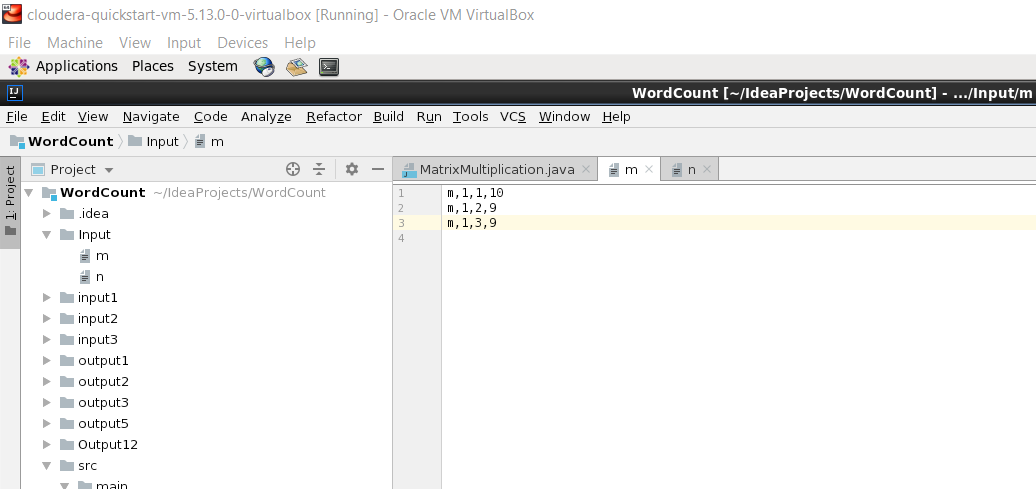 cloudera-quickstart-vm-5.13.0-0-virtualbox [Running] - Oracle VM VirtualBox
File Machine View Input Devices Help
Applications Places System
WordCount [~/IdeaProjects/WordCount] - .../Input/m
File Edit View Navigate Code Analyze Refactor Build Run Tools VCS Window Help
WordCount Input m
1: Project
Project
MatrixMultiplication.java m n
WordCount ~/IdeaProjects/WordCount
.idea
Input
m
n
input1
input2
input3
output1
output2
output3
output5
Output12
src
main
1 m,1,1,10
2 m,1,2,9
3 m,1,3,9
4